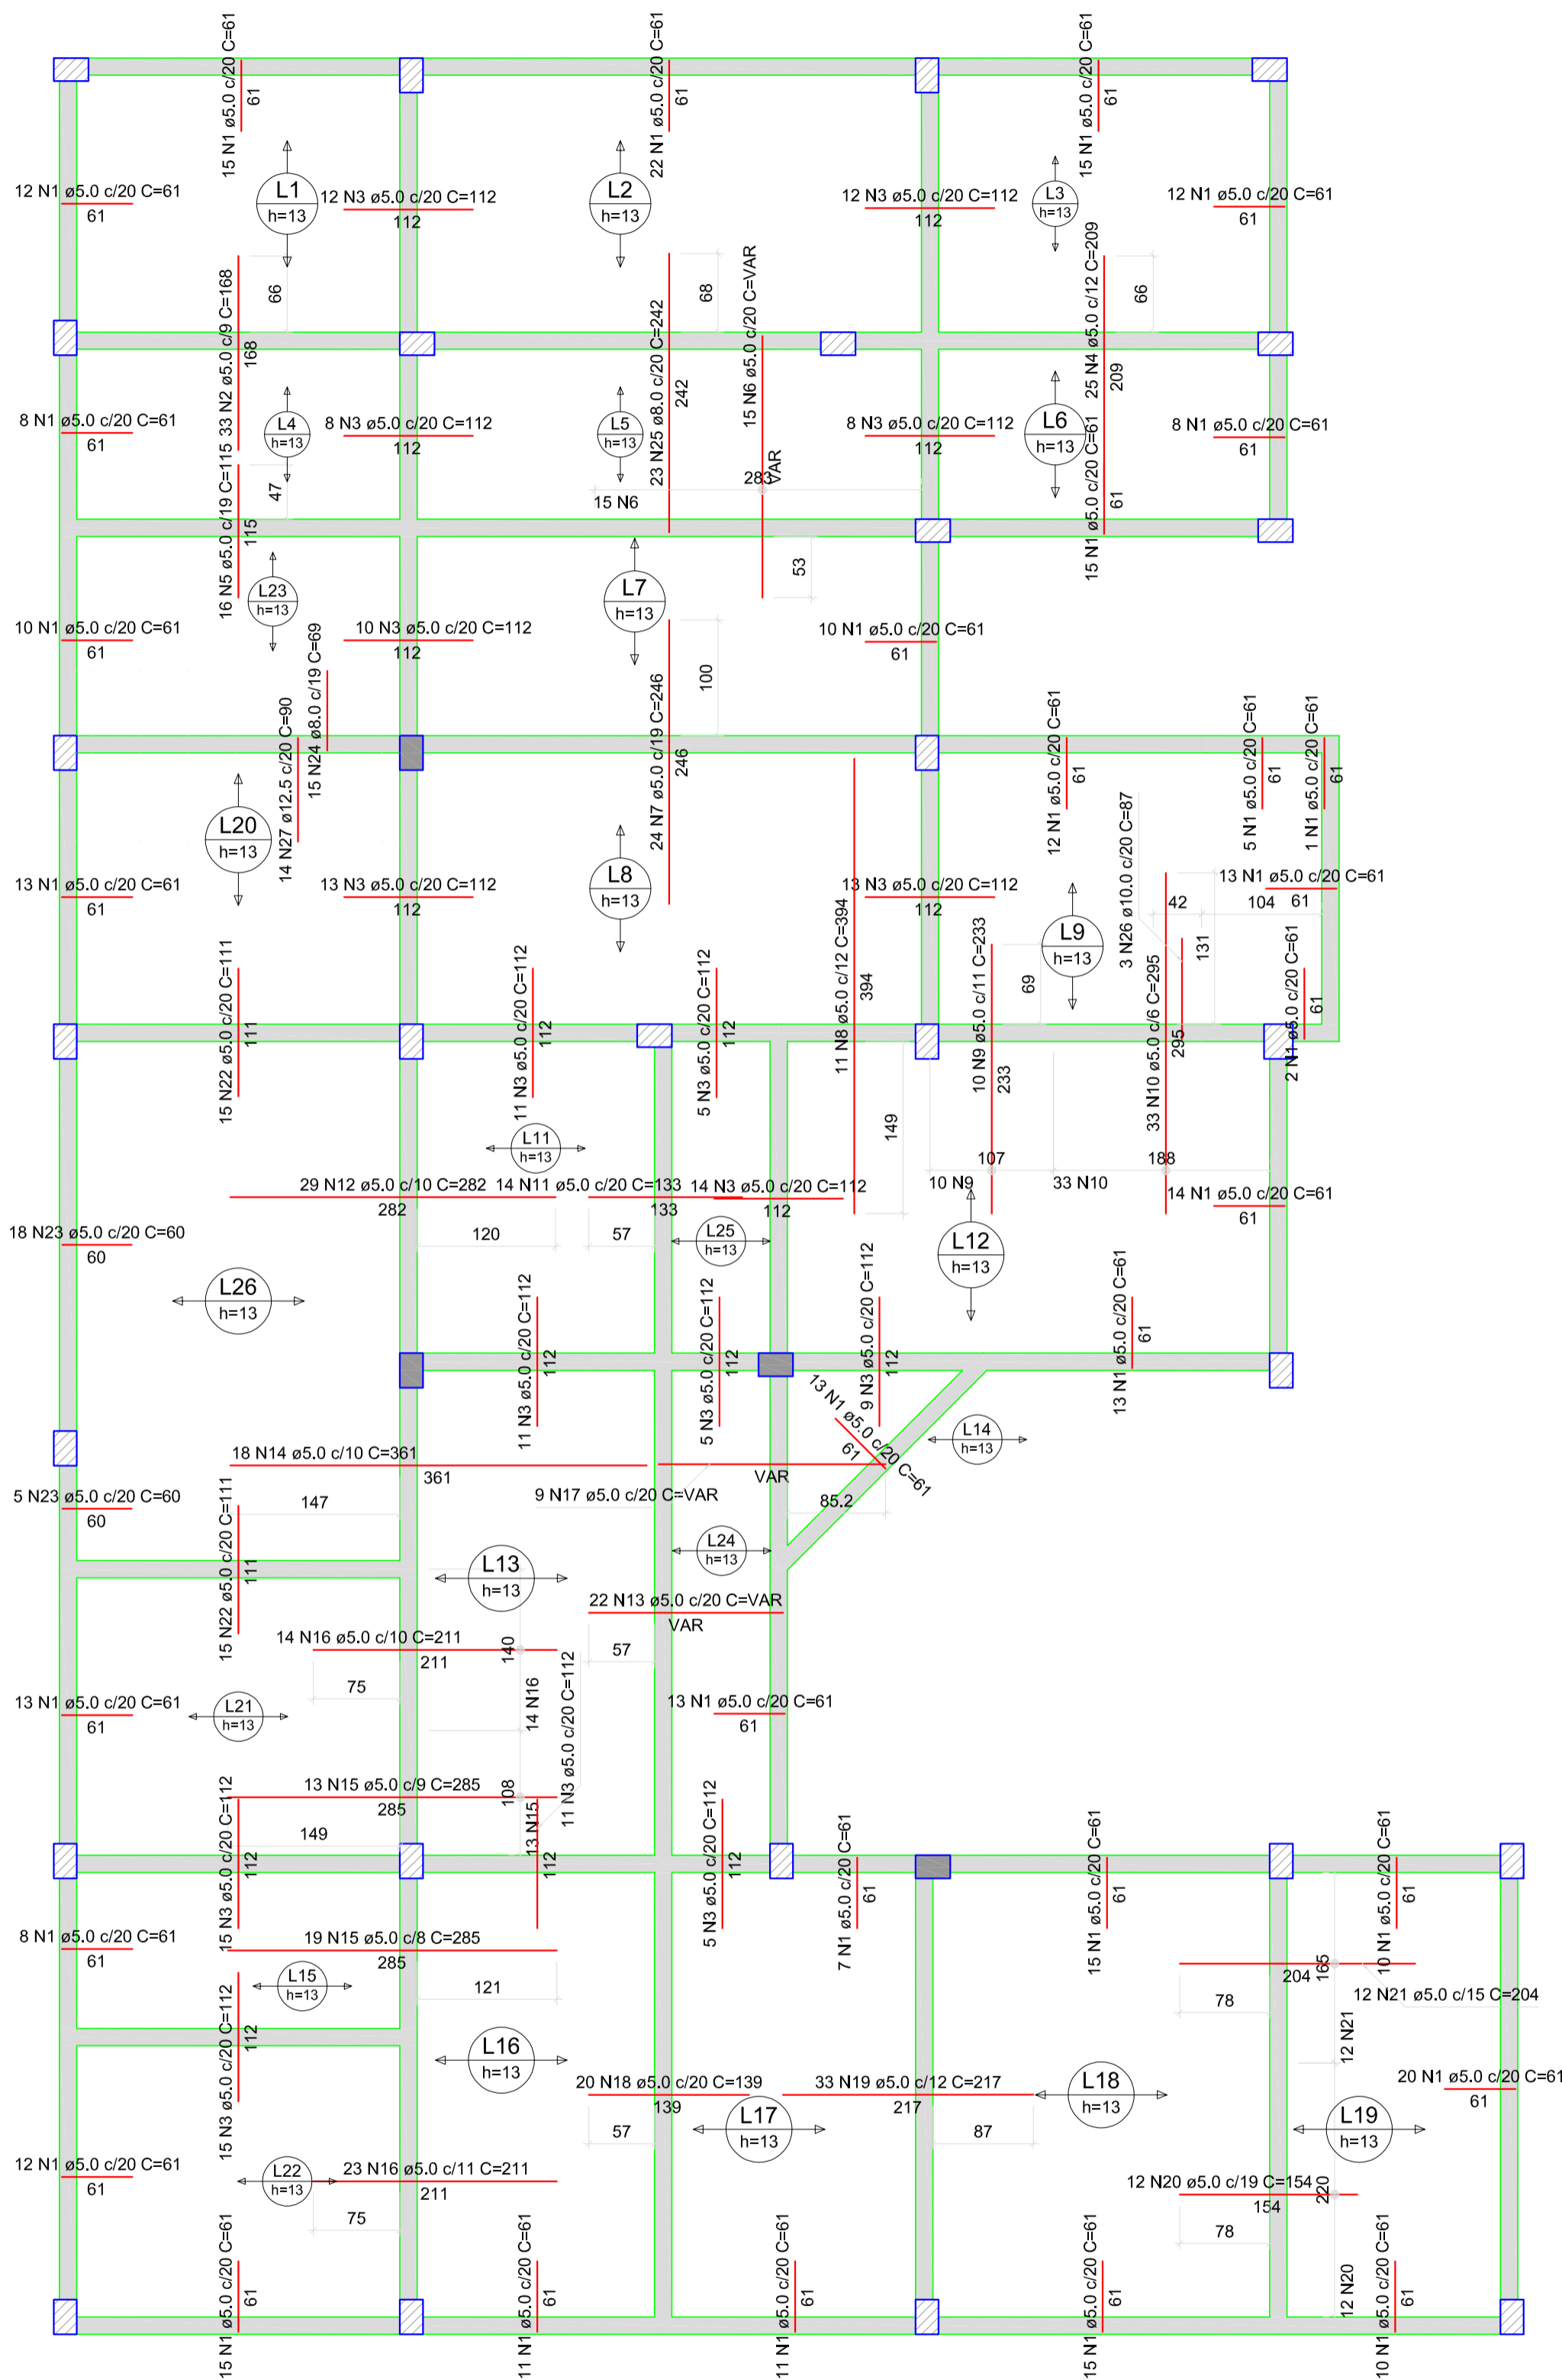 15 N1 ø5.0 c/20 C=61
61
22 N1 ø5.0 c/20 C=61
61
15 N1 ø5.0 c/20 C=61
61
12 N1 ø5.0 c/20 C=61
61
L1
h=13
12 N3 ø5.0 c/20 C=112
112
L2
h=13
12 N3 ø5.0 c/20 C=112
112
L3
h=13
12 N1 ø5.0 c/20 C=61
61
33 N2 ø5.0 c/9 C=168
168
66
23 N25 ø8.0 c/20 C=242
242
68
15 N6 ø5.0 c/20 C=VAR
VAR
25 N4 ø5.0 c/12 C=209
209
66
8 N1 ø5.0 c/20 C=61
61
L4
h=13
8 N3 ø5.0 c/20 C=112
112
L5
h=13
8 N3 ø5.0 c/20 C=112
112
L6
h=13
8 N1 ø5.0 c/20 C=61
61
16 N5 ø5.0 c/19 C=115
115
47
283
15 N6
15 N1 ø5.0 c/20 C=61
61
L23
h=13
L7
h=13
53
10 N1 ø5.0 c/20 C=61
61
10 N3 ø5.0 c/20 C=112
112
10 N1 ø5.0 c/20 C=61
61
15 N24 ø8.0 c/19 C=69
14 N27 ø12.5 c/20 C=90
24 N7 ø5.0 c/19 C=246
246
100
12 N1 ø5.0 c/20 C=61
61
5 N1 ø5.0 c/20 C=61
61
1 N1 ø5.0 c/20 C=61
61
L20
h=13
L8
h=13
13 N1 ø5.0 c/20 C=61
61
13 N3 ø5.0 c/20 C=112
112
13 N3 ø5.0 c/20 C=112
112
13 N1 ø5.0 c/20 C=61
61
3 N26 ø10.0 c/20 C=87
42
104
131
L9
h=13
11 N8 ø5.0 c/12 C=394
394
10 N9 ø5.0 c/11 C=233
233
69
33 N10 ø5.0 c/6 C=295
295
2 N1 ø5.0 c/20 C=61
61
15 N22 ø5.0 c/20 C=111
111
11 N3 ø5.0 c/20 C=112
112
5 N3 ø5.0 c/20 C=112
112
149
L11
h=13
107
188
10 N9
33 N10
29 N12 ø5.0 c/10 C=282
282
120
14 N11 ø5.0 c/20 C=133
133
57
14 N3 ø5.0 c/20 C=112
112
14 N1 ø5.0 c/20 C=61
61
18 N23 ø5.0 c/20 C=60
60
L25
h=13
L12
h=13
L26
h=13
11 N3 ø5.0 c/20 C=112
112
5 N3 ø5.0 c/20 C=112
112
9 N3 ø5.0 c/20 C=112
112
13 N1 ø5.0 c/20 C=61
61
13 N1 ø5.0 c/20 C=61
61
L14
h=13
18 N14 ø5.0 c/10 C=361
361
147
9 N17 ø5.0 c/20 C=VAR
VAR
85.2
5 N23 ø5.0 c/20 C=60
60
15 N22 ø5.0 c/20 C=111
111
L13
h=13
L24
h=13
22 N13 ø5.0 c/20 C=VAR
VAR
57
14 N16 ø5.0 c/10 C=211
211
75
140
14 N16
11 N3 ø5.0 c/20 C=112
112
13 N1 ø5.0 c/20 C=61
61
L21
h=13
13 N1 ø5.0 c/20 C=61
61
13 N15 ø5.0 c/9 C=285
285
149
108
13 N15
15 N3 ø5.0 c/20 C=112
112
5 N3 ø5.0 c/20 C=112
112
7 N1 ø5.0 c/20 C=61
61
15 N1 ø5.0 c/20 C=61
61
10 N1 ø5.0 c/20 C=61
61
8 N1 ø5.0 c/20 C=61
61
19 N15 ø5.0 c/8 C=285
285
121
L15
h=13
204
165
12 N21 ø5.0 c/15 C=204
78
12 N21
15 N3 ø5.0 c/20 C=112
112
L16
h=13
20 N18 ø5.0 c/20 C=139
139
57
33 N19 ø5.0 c/12 C=217
217
87
L17
h=13
L18
h=13
L19
h=13
20 N1 ø5.0 c/20 C=61
61
12 N1 ø5.0 c/20 C=61
61
L22
h=13
23 N16 ø5.0 c/11 C=211
211
75
12 N20 ø5.0 c/19 C=154
154
220
78
12 N20
15 N1 ø5.0 c/20 C=61
61
11 N1 ø5.0 c/20 C=61
61
11 N1 ø5.0 c/20 C=61
61
15 N1 ø5.0 c/20 C=61
61
10 N1 ø5.0 c/20 C=61
61